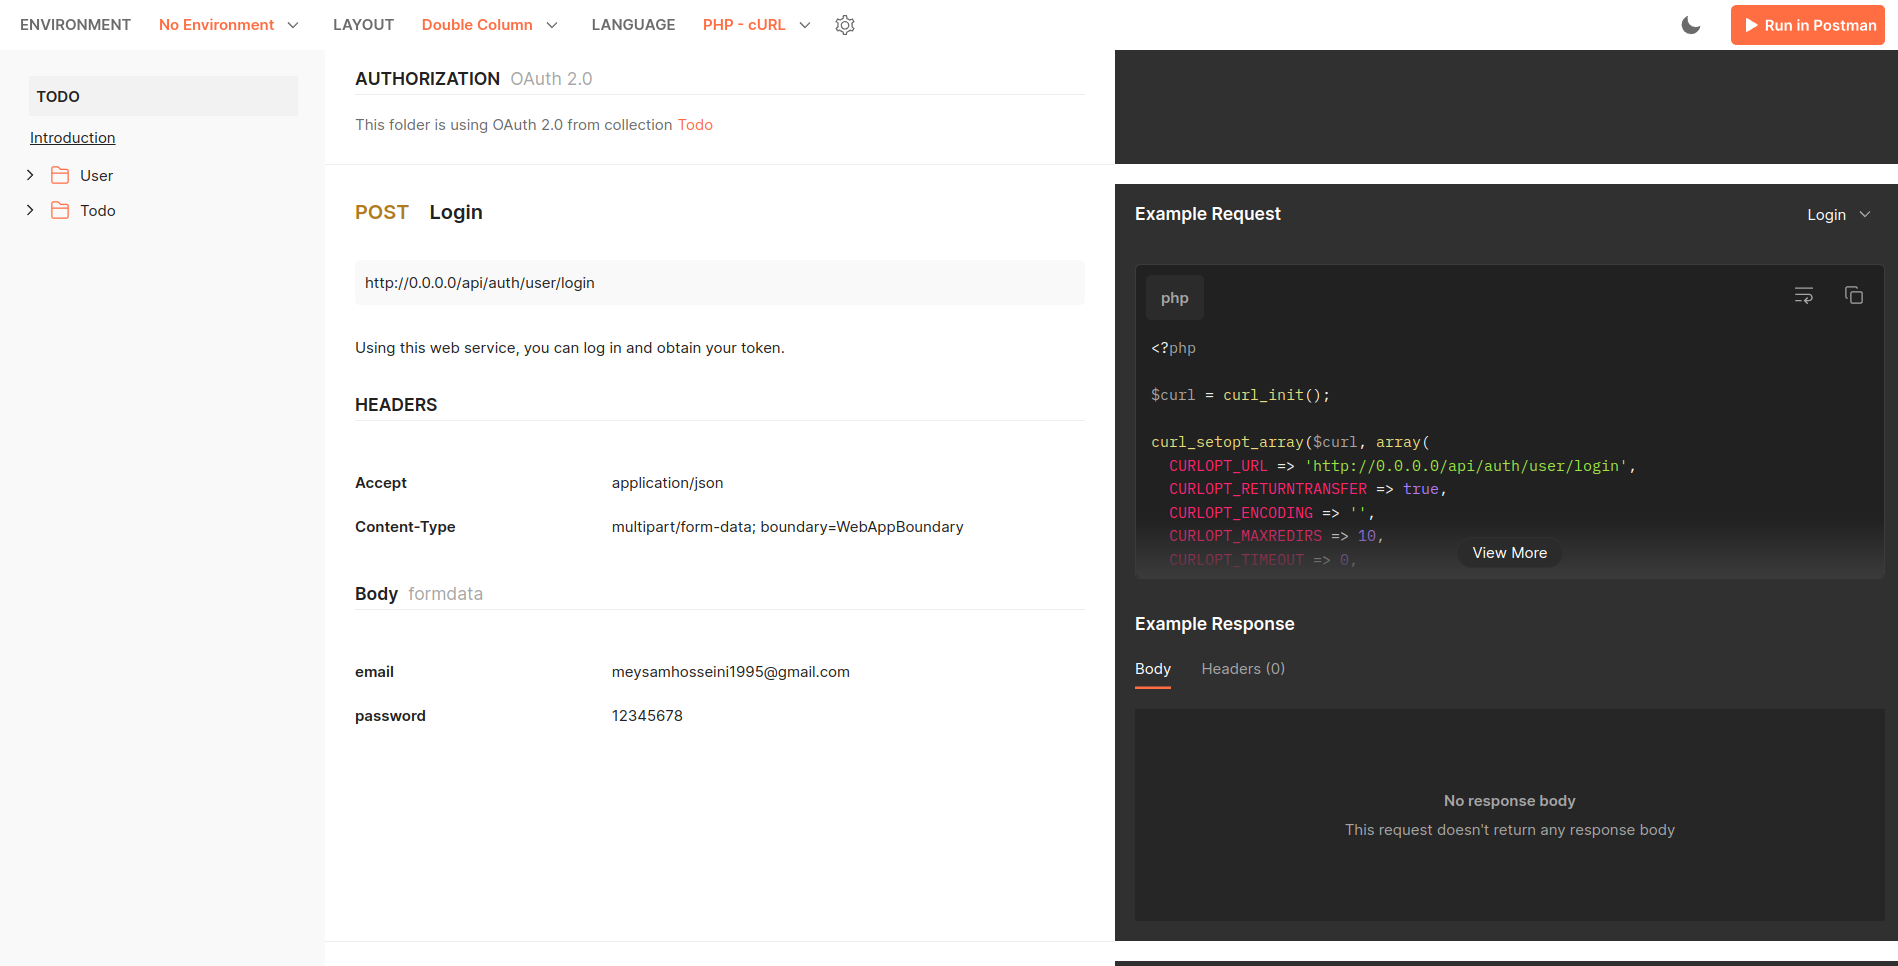 ENVIRONMENT No Environment LAYOUT Double Column LANGUAGE PHP - cURL Run in Postman
TODO
Introduction
User
Todo
AUTHORIZATION OAuth 2.0
This folder is using OAuth 2.0 from collection Todo
POST Login
http://0.0.0.0/api/auth/user/login
Using this web service, you can log in and obtain your token.
HEADERS
Accept application/json
Content-Type multipart/form-data; boundary=WebAppBoundary
Body formdata
email meysamhosseini1995@gmail.com
password 12345678
Example Request Login
php
<?php
$curl = curl_init();
curl_setopt_array($curl, array(
  CURLOPT_URL => 'http://0.0.0.0/api/auth/user/login',
  CURLOPT_RETURNTRANSFER => true,
  CURLOPT_ENCODING => '',
  CURLOPT_MAXREDIRS => 10,
  CURLOPT_TIMEOUT => 0,
View More
Example Response
Body Headers (0)
No response body
This request doesn't return any response body